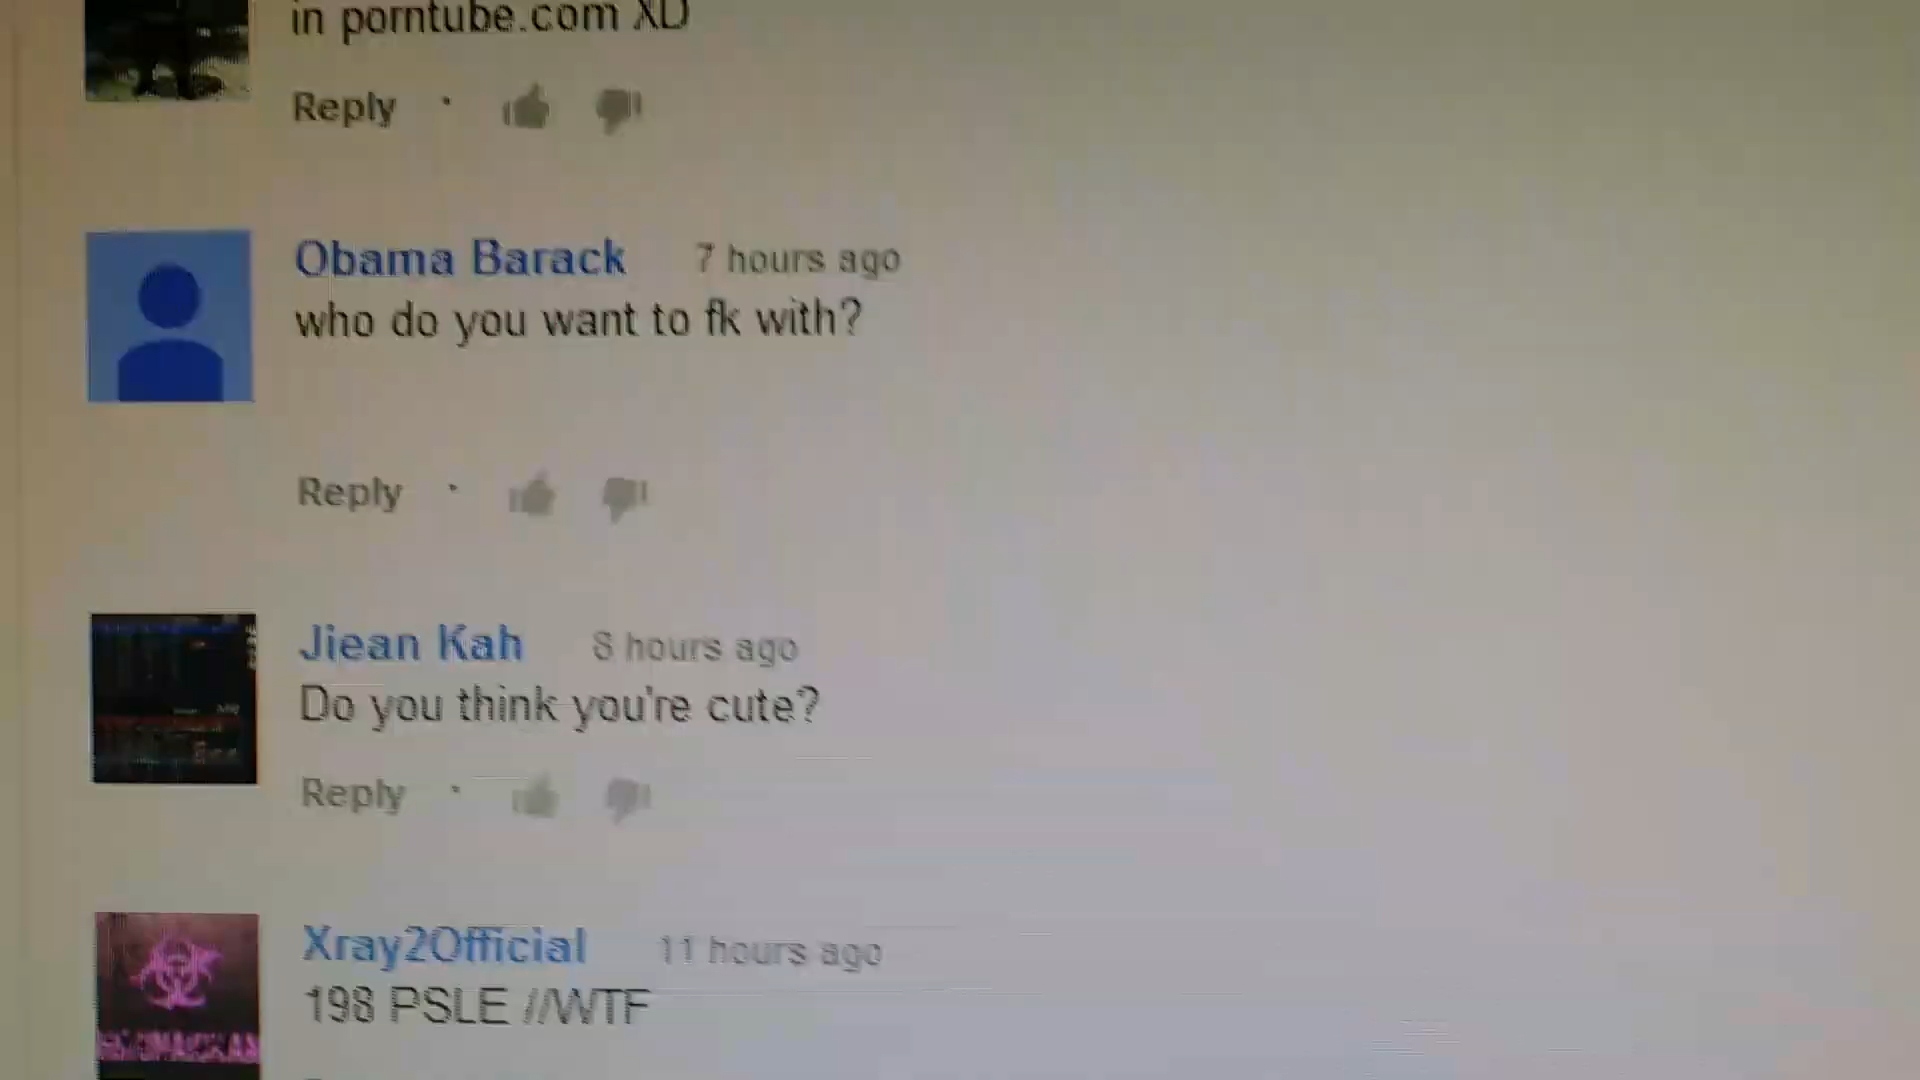 in porntube.com XD
Reply
Obama Barack 7 hours ago
who do you want to fk with?
Reply
Jiean Kah 8 hours ago
Do you think you're cute?
Reply
Xray2Official 11 hours ago
198 PSLE //WTF